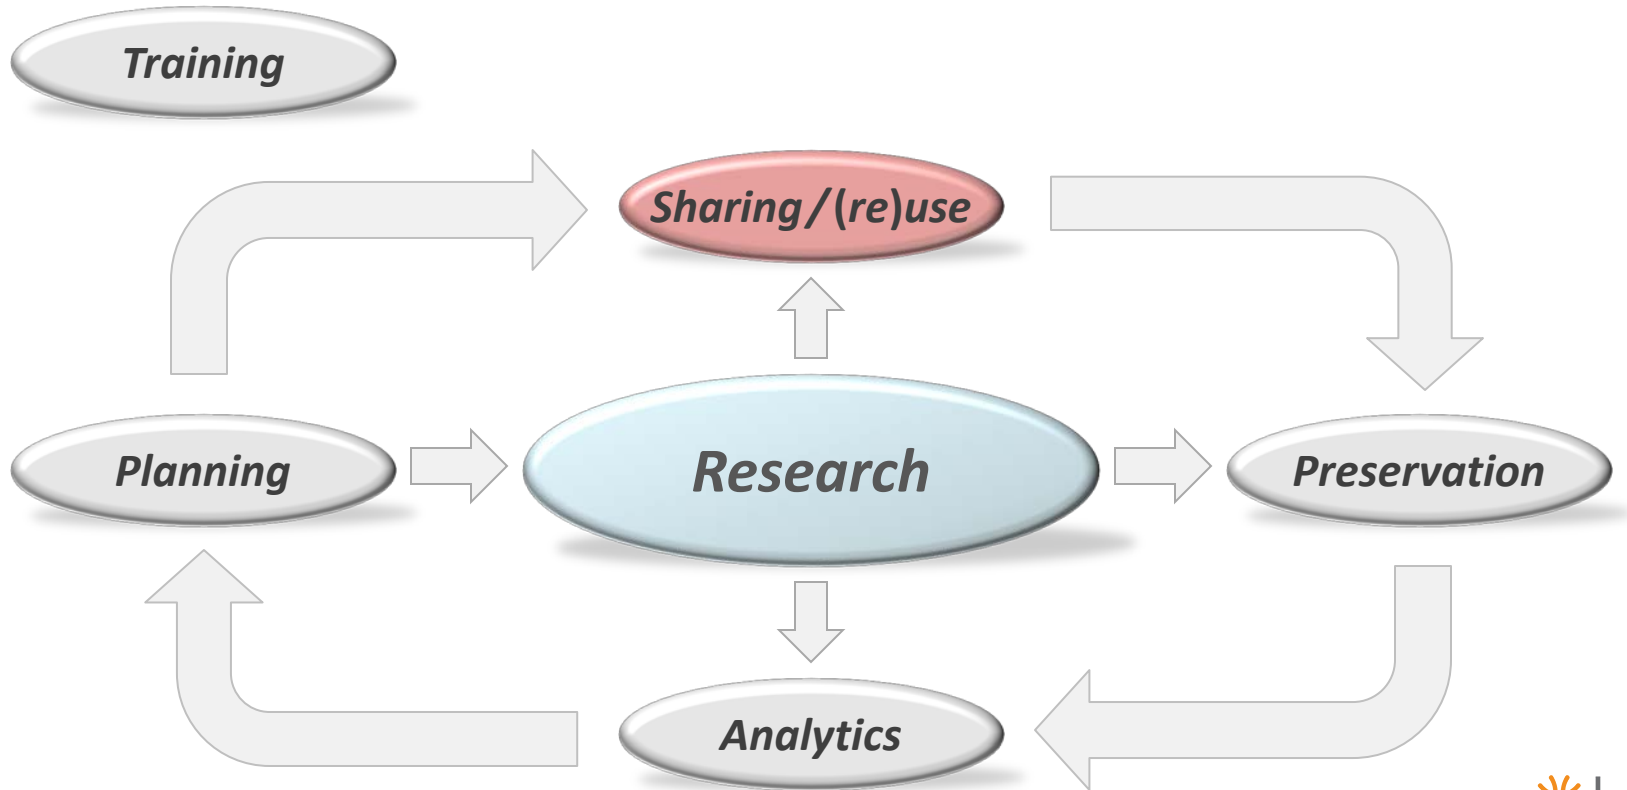 Training
Sharing/(re)use
Planning
Research
Preservation
Analytics